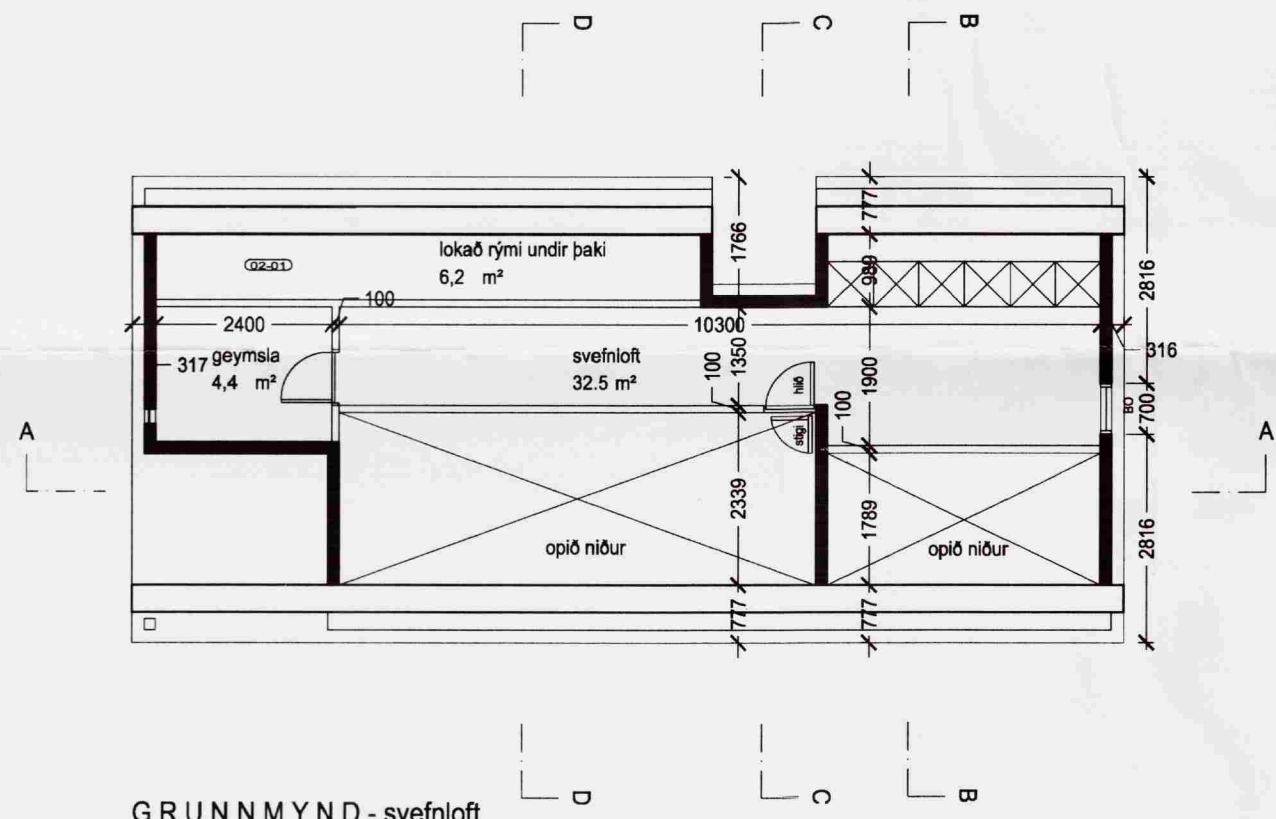 D
C
B
lokað rými undir þaki
6,2 m²
02-01
777
1766
989
2816
100
2400
10300
317
geymsla
4,4 m²
svefnloft
32.5 m²
100
1350
hlið
1900
316
BO
700
stigi
100
A
A
2339
1789
2816
opið niður
opið niður
777
777
D
C
B
GRUNNMYND - svefnloft